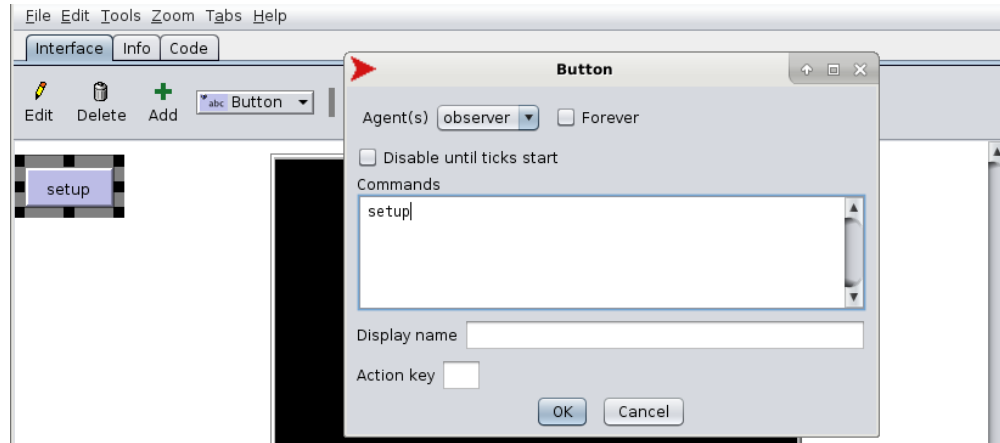 File Edit Tools Zoom Tabs Help
Interface Info Code
Edit Delete Add abc Button
setup
Button
Agent(s) observer Forever
Disable until ticks start
Commands
setup
Display name
Action key
OK Cancel